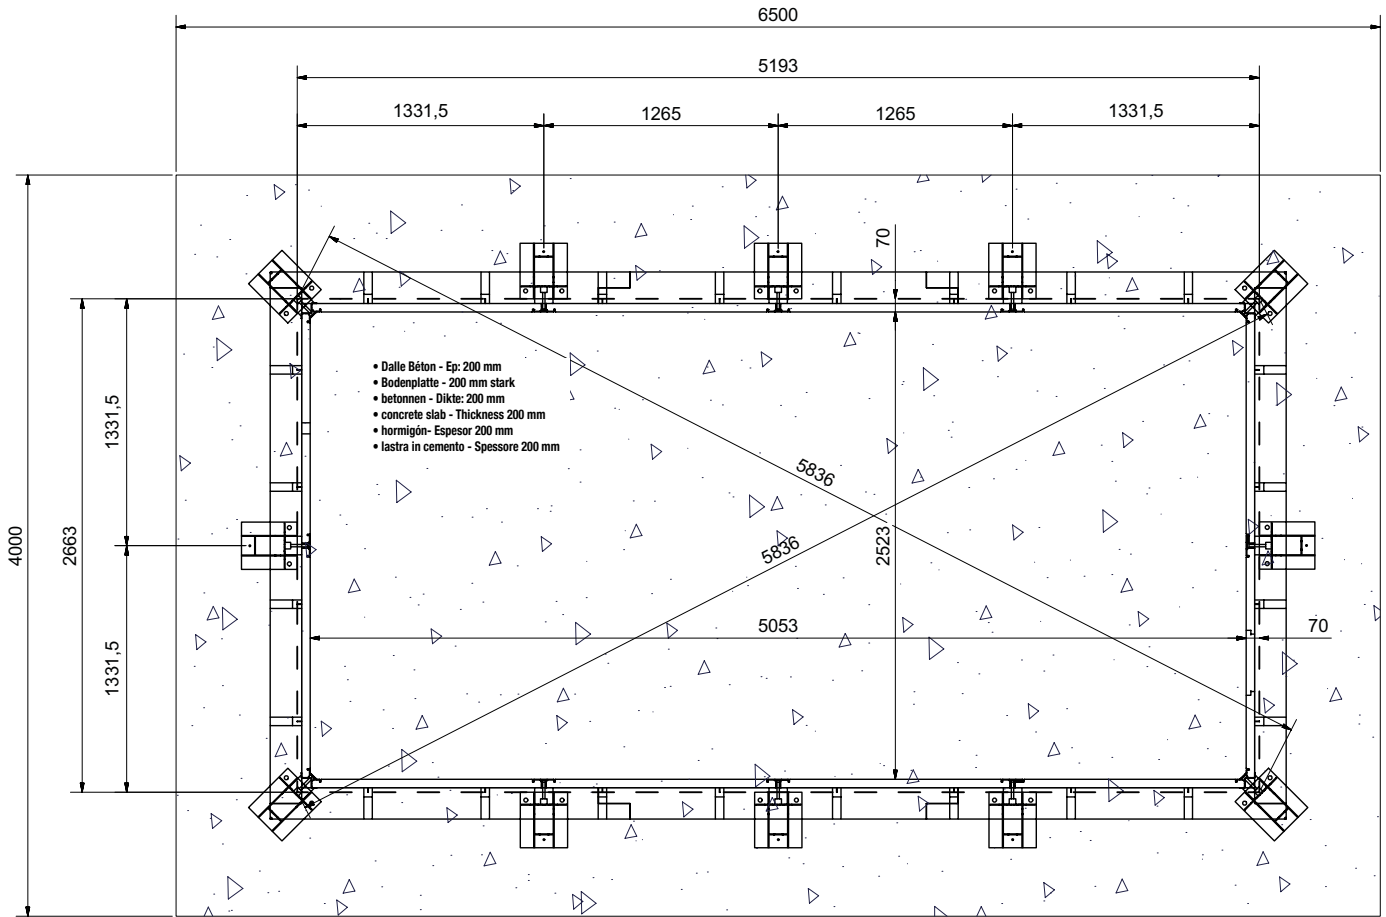 6500
5193
1331,5
1265
1265
1331,5
70
• Dalle Béton - Ep: 200 mm
• Bodenplatte - 200 mm stark
• betonnen - Dikte: 200 mm
• concrete slab - Thickness 200 mm
• hormigón- Espesor 200 mm
• lastra in cemento - Spessore 200 mm
1331,5
5836
4000
2663
2523
5836
5053
70
1331,5